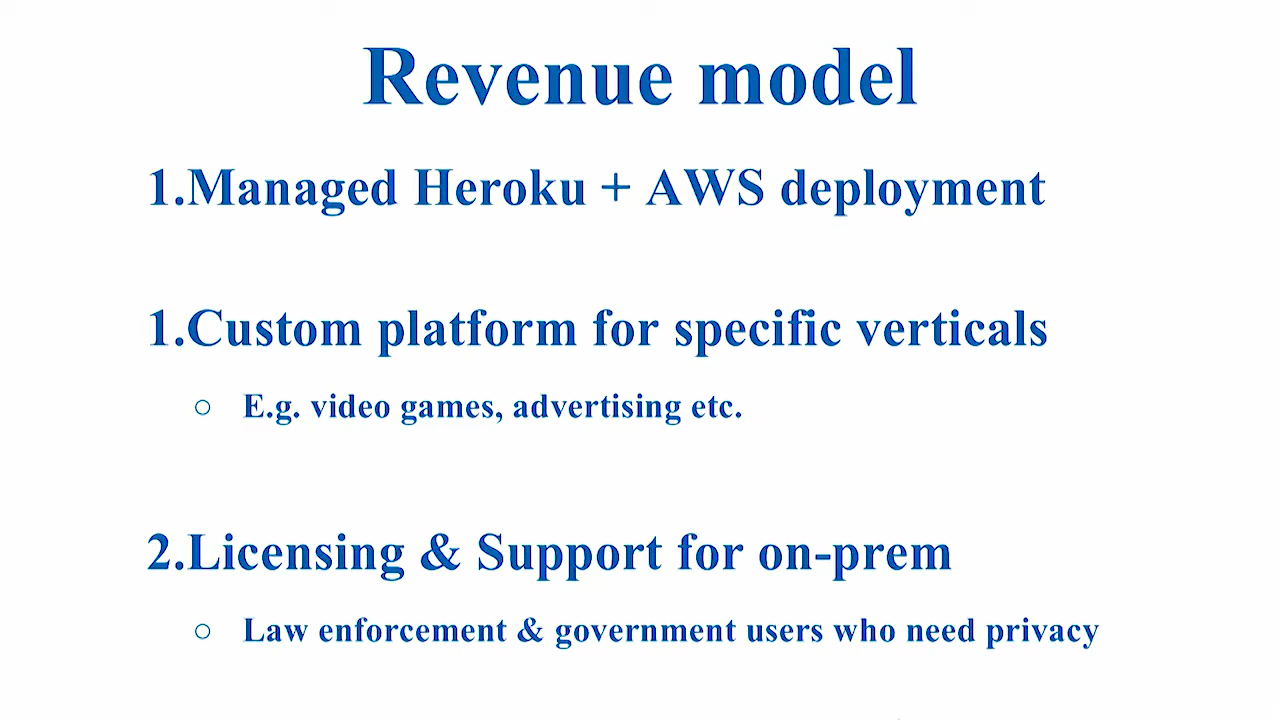 Revenue model
1.Managed Heroku + AWS deployment
1.Custom platform for specific verticals
○ E.g. video games, advertising etc.
2.Licensing & Support for on-prem
○ Law enforcement & government users who need privacy